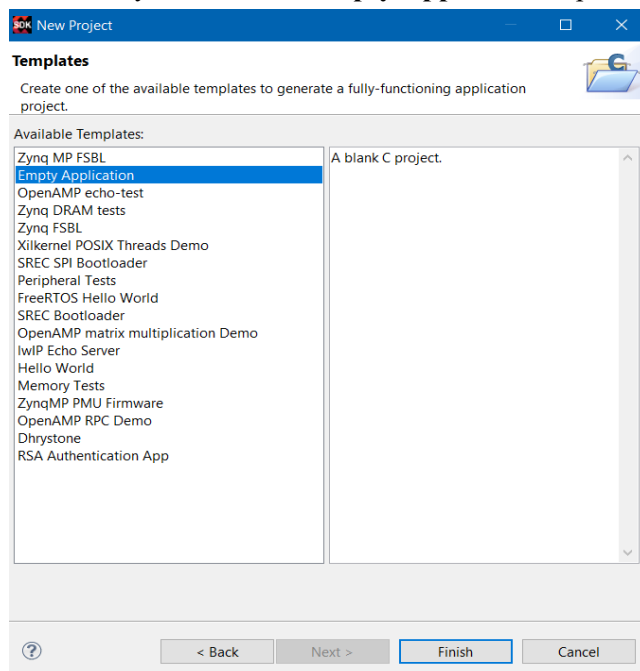 SDK New Project
Templates
Create one of the available templates to generate a fully-functioning application
project.
Available Templates:
Zynq MP FSBL
Empty Application
OpenAMP echo-test
Zynq DRAM tests
Zynq FSBL
Xilkernel POSIX Threads Demo
SREC SPI Bootloader
Peripheral Tests
FreeRTOS Hello World
SREC Bootloader
OpenAMP matrix multiplication Demo
lwIP Echo Server
Hello World
Memory Tests
ZynqMP PMU Firmware
OpenAMP RPC Demo
Dhrystone
RSA Authentication App
A blank C project.
? < Back Next > Finish Cancel